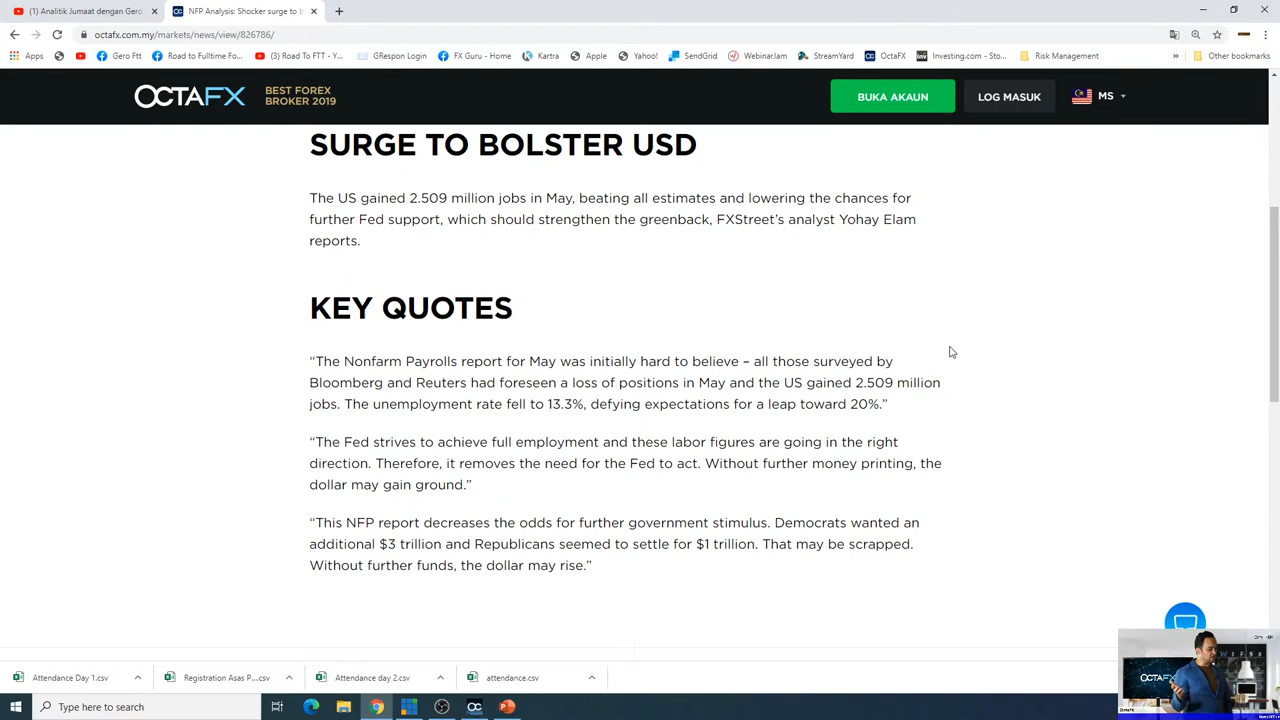 (1) Analitik Jumaat dengan Gero
NFP Analysis: Shocker surge to b
octafx.com.my/markets/news/view/826786/
Apps
Gero Ftt
Road to Fulltime Fo...
(3) Road To FTT - Y...
GRespon Login
FX Guru - Home
Kartra
Apple
Yahoo!
SendGrid
WebinarJam
StreamYard
OctaFX
Investing.com - Sto...
Risk Management
»
Other bookmarks
OCTAFX
BEST FOREX
BROKER 2019
BUKA AKAUN
LOG MASUK
MS
SURGE TO BOLSTER USD
The US gained 2.509 million jobs in May, beating all estimates and lowering the chances for
further Fed support, which should strengthen the greenback, FXStreet’s analyst Yohay Elam
reports.
KEY QUOTES
“The Nonfarm Payrolls report for May was initially hard to believe – all those surveyed by
Bloomberg and Reuters had foreseen a loss of positions in May and the US gained 2.509 million
jobs. The unemployment rate fell to 13.3%, defying expectations for a leap toward 20%.”
“The Fed strives to achieve full employment and these labor figures are going in the right
direction. Therefore, it removes the need for the Fed to act. Without further money printing, the
dollar may gain ground.”
“This NFP report decreases the odds for further government stimulus. Democrats wanted an
additional $3 trillion and Republicans seemed to settle for $1 trillion. That may be scrapped.
Without further funds, the dollar may rise.”
Attendance Day 1.csv
Registration Asas P....csv
Attendance day 2.csv
attendance.csv
Type here to search
OCTA